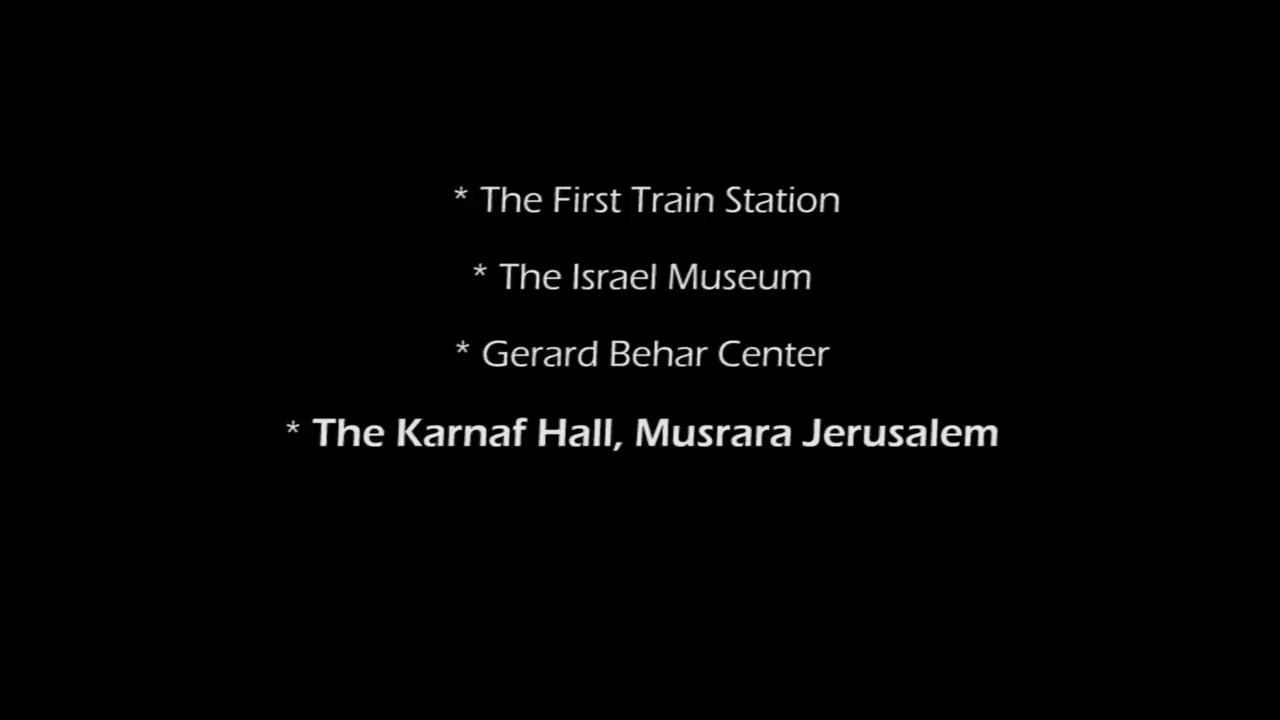 * The First Train Station
* The Israel Museum
* Gerard Behar Center
* The Karnaf Hall, Musrara Jerusalem